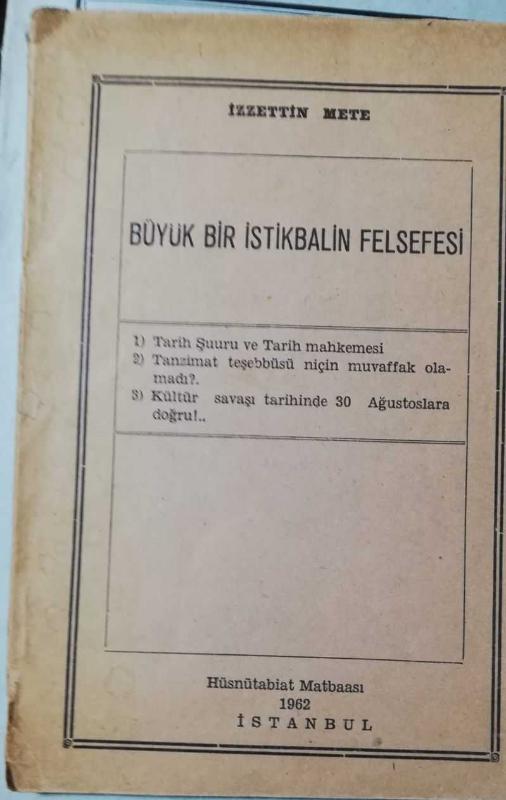 İZZETTİN METE
BÜYÜK BİR İSTİKBALİN FELSEFESİ
1) Tarih Şuuru ve Tarih mahkemesi
2) Tanzimat teşebbüsü niçin muvaffak ola-
madı?.
3) Kültür savaşı tarihinde 30 Ağustoslara
doğru!..
Hüsnütabiat Matbaası
1962
İSTANBUL